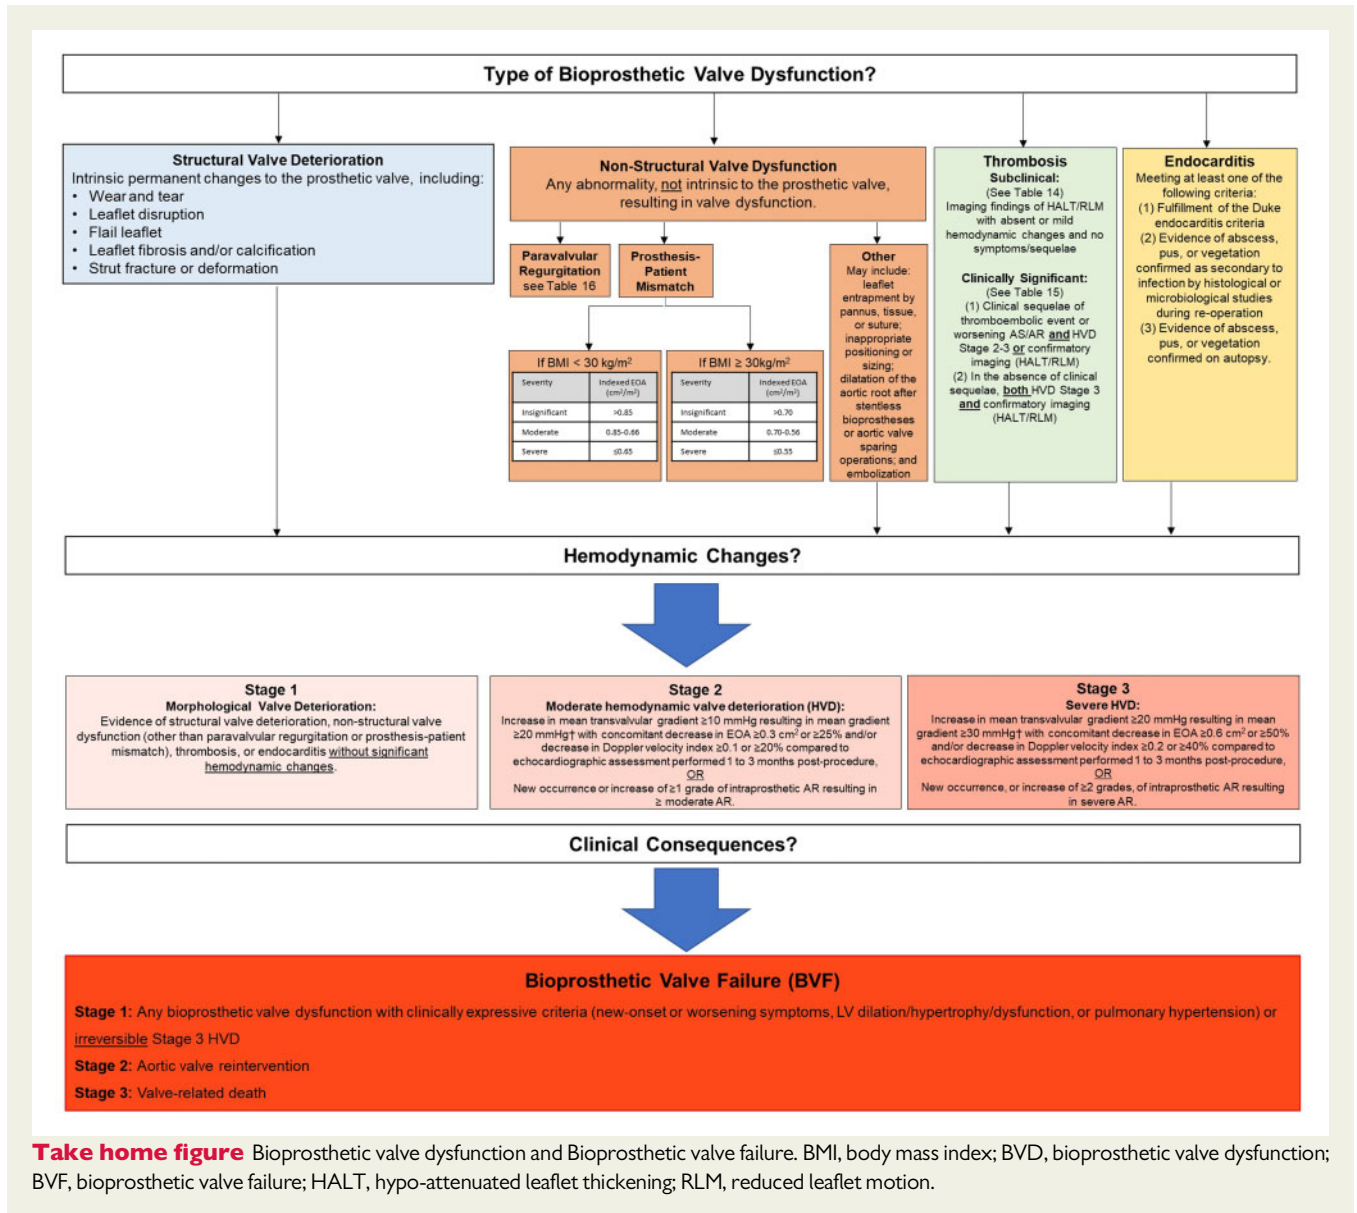 Type of Bioprosthetic Valve Dysfunction?
Structural Valve Deterioration
Intrinsic permanent changes to the prosthetic valve, including:
• Wear and tear
• Leaflet disruption
• Flail leaflet
• Leaflet fibrosis and/or calcification
• Strut fracture or deformation
Non-Structural Valve Dysfunction
Any abnormality, not intrinsic to the prosthetic valve,
resulting in valve dysfunction.
Paravalvular
Regurgitation
see Table 16
Prosthesis-
Patient
Mismatch
If BMI < 30 kg/m²
Severity Indexed EOA
(cm²/m²)
Insignificant >0.85
Moderate 0.85-0.66
Severe ≤0.65
If BMI ≥ 30kg/m²
Severity Indexed EOA
(cm²/m²)
Insignificant >0.70
Moderate 0.70-0.56
Severe ≤0.55
Other
May include:
leaflet
entrapment by
pannus, tissue,
or suture;
inappropriate
positioning or
sizing;
dilatation of the
aortic root after
stentless
bioprostheses
or aortic valve
sparing
operations; and
embolization
Thrombosis
Subclinical:
(See Table 14)
Imaging findings of HALT/RLM
with absent or mild
hemodynamic changes and no
symptoms/sequelae
Clinically Significant:
(See Table 15)
(1) Clinical sequelae of
thromboembolic event or
worsening AS/AR and HVD
Stage 2-3 or confirmatory
imaging (HALT/RLM)
(2) In the absence of clinical
sequelae, both HVD Stage 3
and confirmatory imaging
(HALT/RLM)
Endocarditis
Meeting at least one of the
following criteria:
(1) Fulfillment of the Duke
endocarditis criteria
(2) Evidence of abscess,
pus, or vegetation
confirmed as secondary to
infection by histological or
microbiological studies
during re-operation
(3) Evidence of abscess,
pus, or vegetation
confirmed on autopsy.
Hemodynamic Changes?
Stage 1
Morphological Valve Deterioration:
Evidence of structural valve deterioration, non-structural valve
dysfunction (other than paravalvular regurgitation or prosthesis-patient
mismatch), thrombosis, or endocarditis without significant
hemodynamic changes.
Stage 2
Moderate hemodynamic valve deterioration (HVD):
Increase in mean transvalvular gradient ≥10 mmHg resulting in mean gradient
≥20 mmHg† with concomitant decrease in EOA ≥0.3 cm² or ≥25% and/or
decrease in Doppler velocity index ≥0.1 or ≥20% compared to
echocardiographic assessment performed 1 to 3 months post-procedure,
OR
New occurrence or increase of ≥1 grade of intraprosthetic AR resulting in
≥ moderate AR.
Stage 3
Severe HVD:
Increase in mean transvalvular gradient ≥20 mmHg resulting in mean
gradient ≥30 mmHg† with concomitant decrease in EOA ≥0.6 cm² or ≥50%
and/or decrease in Doppler velocity index ≥0.2 or ≥40% compared to
echocardiographic assessment performed 1 to 3 months post-procedure,
OR
New occurrence, or increase of ≥2 grades, of intraprosthetic AR resulting
in severe AR.
Clinical Consequences?
Bioprosthetic Valve Failure (BVF)
Stage 1: Any bioprosthetic valve dysfunction with clinically expressive criteria (new-onset or worsening symptoms, LV dilation/hypertrophy/dysfunction, or pulmonary hypertension) or
irreversible Stage 3 HVD
Stage 2: Aortic valve reintervention
Stage 3: Valve-related death
Take home figure Bioprosthetic valve dysfunction and Bioprosthetic valve failure. BMI, body mass index; BVD, bioprosthetic valve dysfunction;
BVF, bioprosthetic valve failure; HALT, hypo-attenuated leaflet thickening; RLM, reduced leaflet motion.